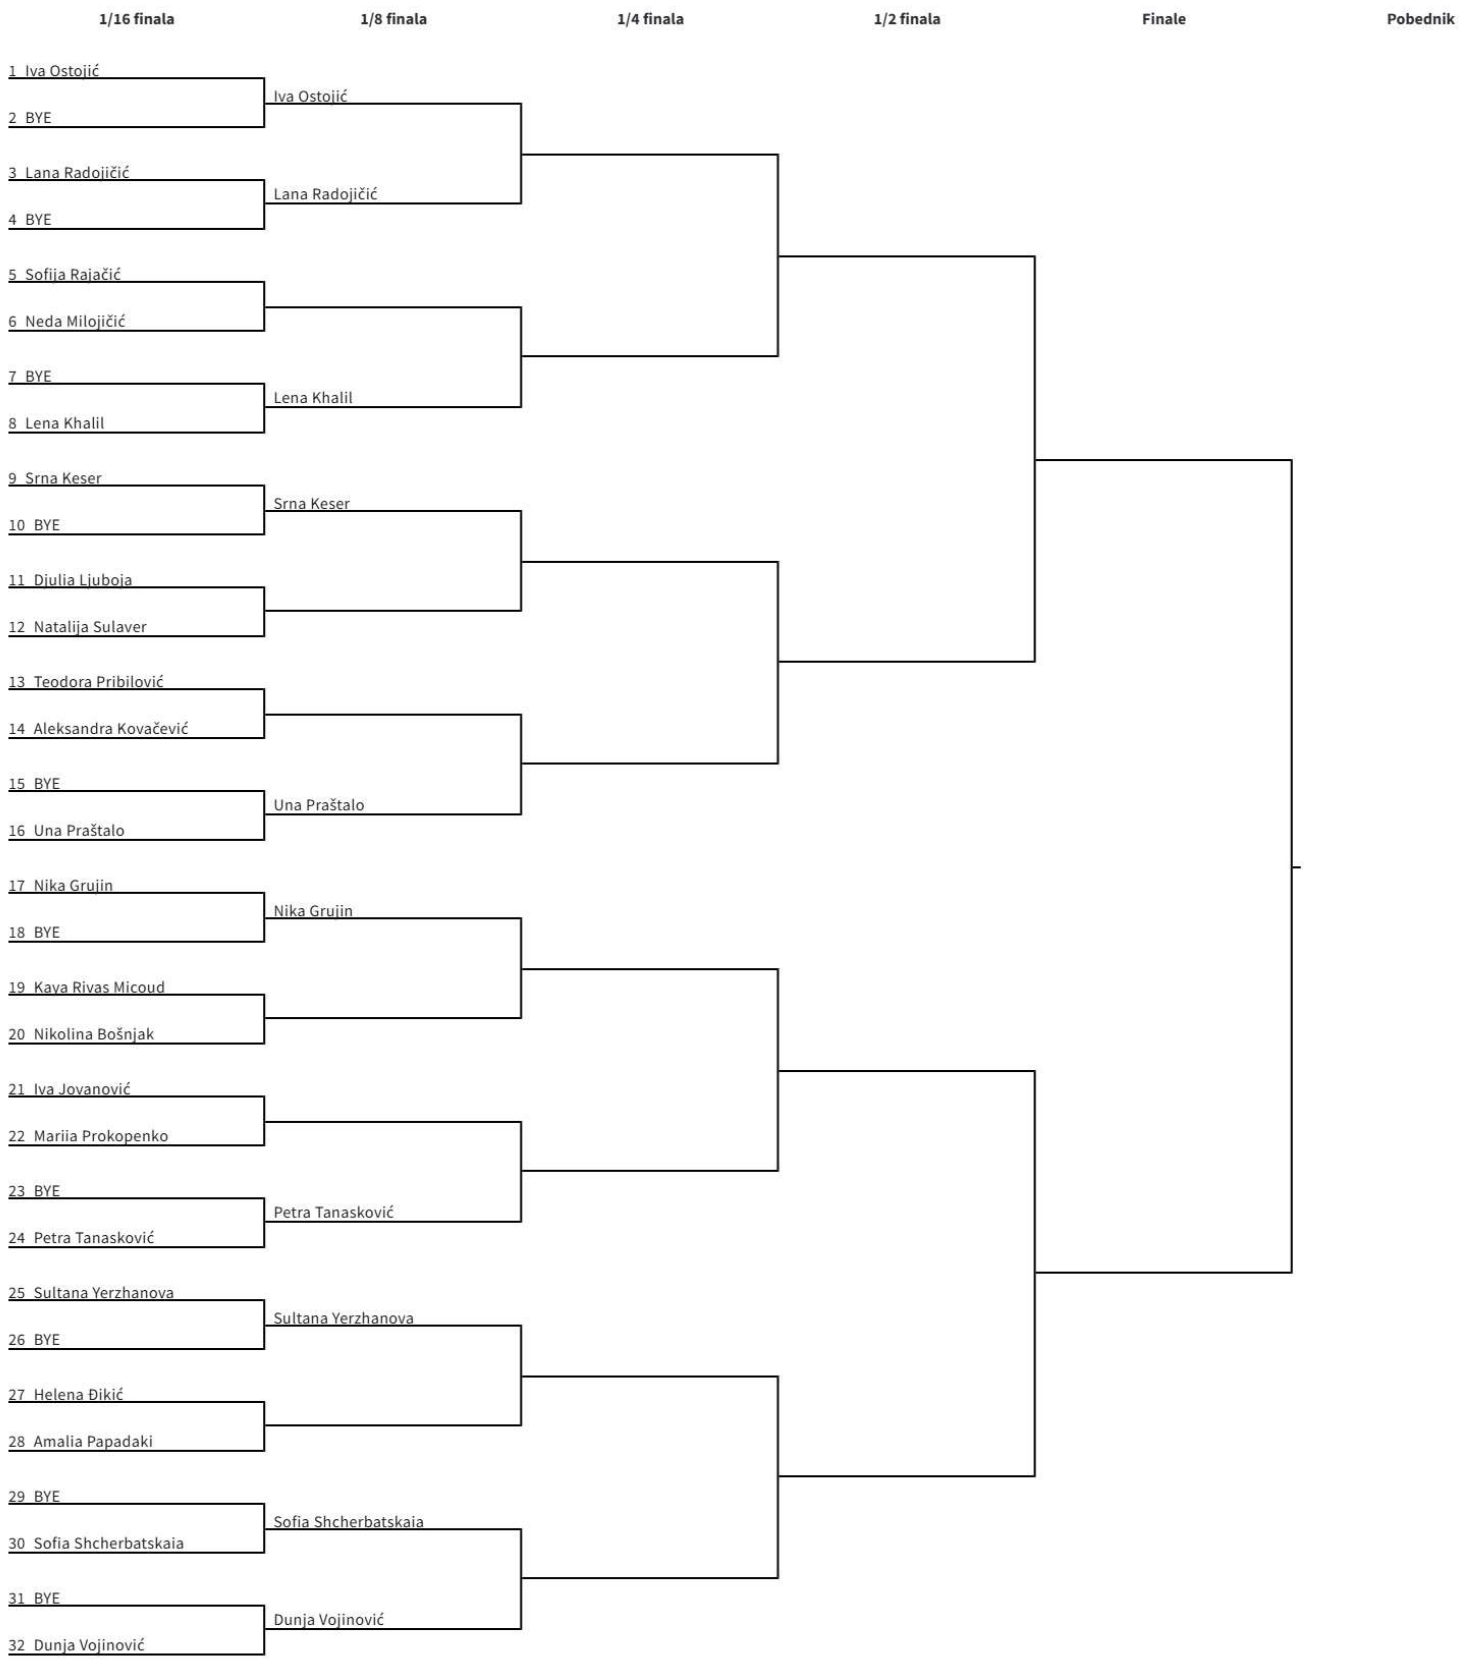 1/16 finala 1/8 finala 1/4 finala 1/2 finala Finale Pobednik
1 Iva Ostojić
Iva Ostojić
2 BYE
3 Lana Radojičić
Lana Radojičić
4 BYE
5 Sofija Rajačić
6 Neda Milojičić
7 BYE
Lena Khalil
8 Lena Khalil
9 Srna Keser
Srna Keser
10 BYE
11 Djulia Ljuboja
12 Natalija Sulaver
13 Teodora Pribilović
14 Aleksandra Kovačević
15 BYE
Una Praštalo
16 Una Praštalo
17 Nika Grujin
Nika Grujin
18 BYE
19 Kaya Rivas Micoud
20 Nikolina Bošnjak
21 Iva Jovanović
22 Mariia Prokopenko
23 BYE
Petra Tanasković
24 Petra Tanasković
25 Sultana Yerzhanova
Sultana Yerzhanova
26 BYE
27 Helena Đikić
28 Amalia Papadaki
29 BYE
Sofia Shcherbatskaia
30 Sofia Shcherbatskaia
31 BYE
Dunja Vojinović
32 Dunja Vojinović